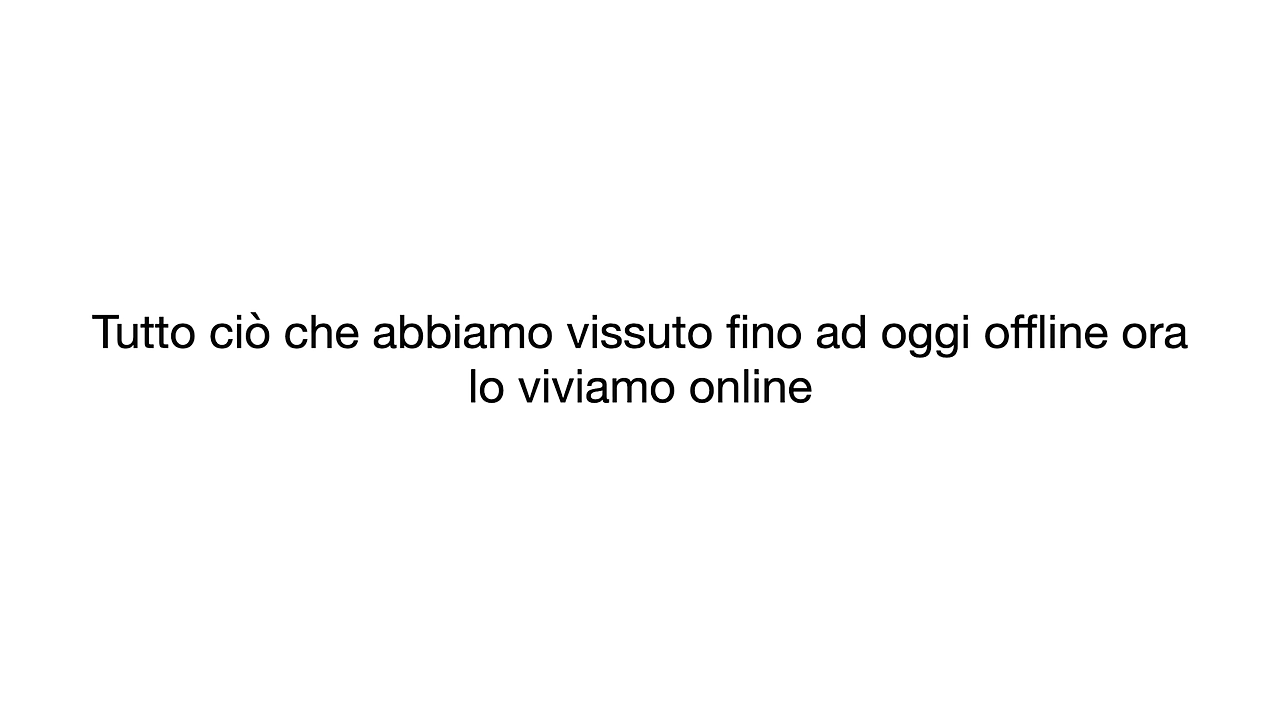 Tutto ciò che abbiamo vissuto fino ad oggi offline ora
lo viviamo online